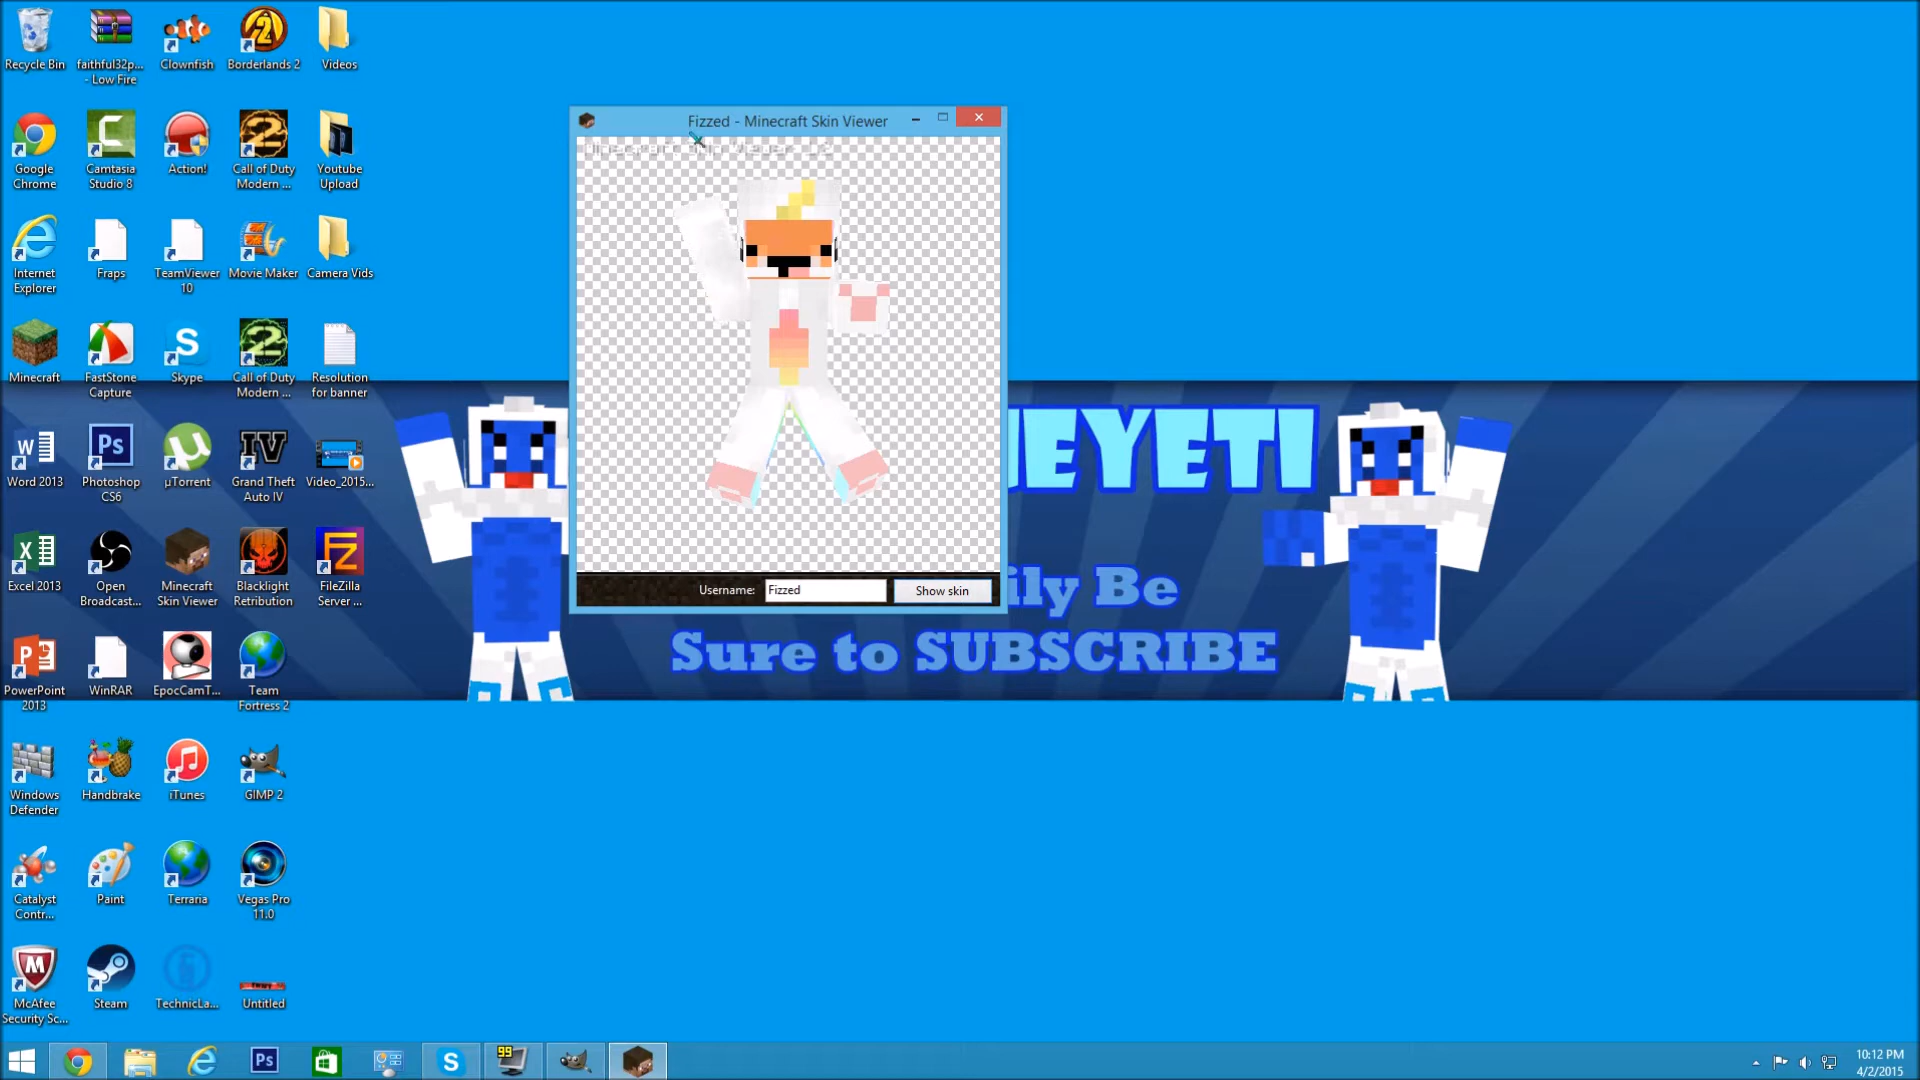 Recycle Bin
faithful32p...
- Low Fire
Clownfish
Borderlands 2
Videos
Google
Chrome
Camtasia
Studio 8
Action!
Call of Duty
Modern ...
Youtube
Upload
Internet
Explorer
Fraps
TeamViewer
10
Movie Maker
Camera Vids
Minecraft
FastStone
Capture
Skype
Call of Duty
Modern ...
Resolution
for banner
Word 2013
Photoshop
CS6
µTorrent
Grand Theft
Auto IV
Video_2015...
Excel 2013
Open
Broadcast...
Minecraft
Skin Viewer
Blacklight
Retribution
FileZilla
Server ...
PowerPoint
2013
WinRAR
EpocCamT...
Team
Fortress 2
Windows
Defender
Handbrake
iTunes
GIMP 2
Catalyst
Contr...
Paint
Terraria
Vegas Pro
11.0
McAfee
Security Sc...
Steam
TechnicLa...
Untitled
Fizzed - Minecraft Skin Viewer
Minecraft Skin Viewer
Username:
Fizzed
Show skin
EYETI
ily Be
Sure to SUBSCRIBE
Ps
99
10:12 PM
4/2/2015